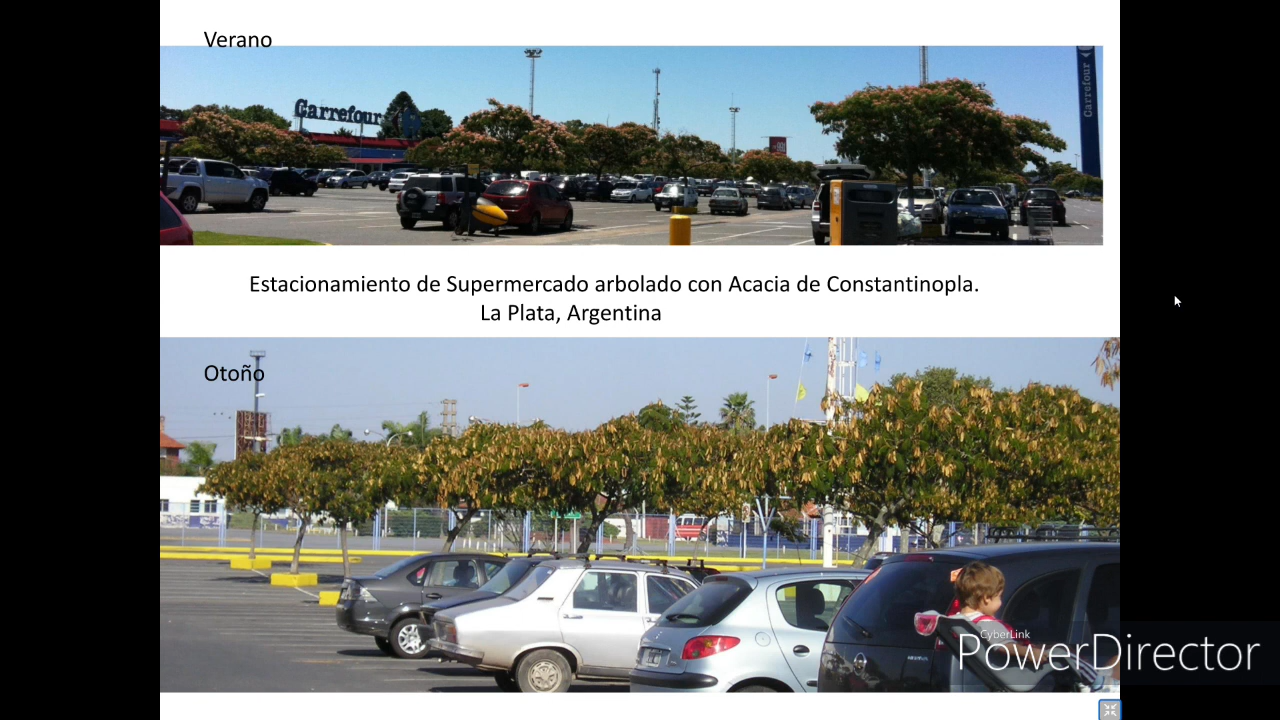 Verano
Carrefour
Carrefour
Estacionamiento de Supermercado arbolado con Acacia de Constantinopla.
La Plata, Argentina
Otoño
CyberLink
PowerDirector